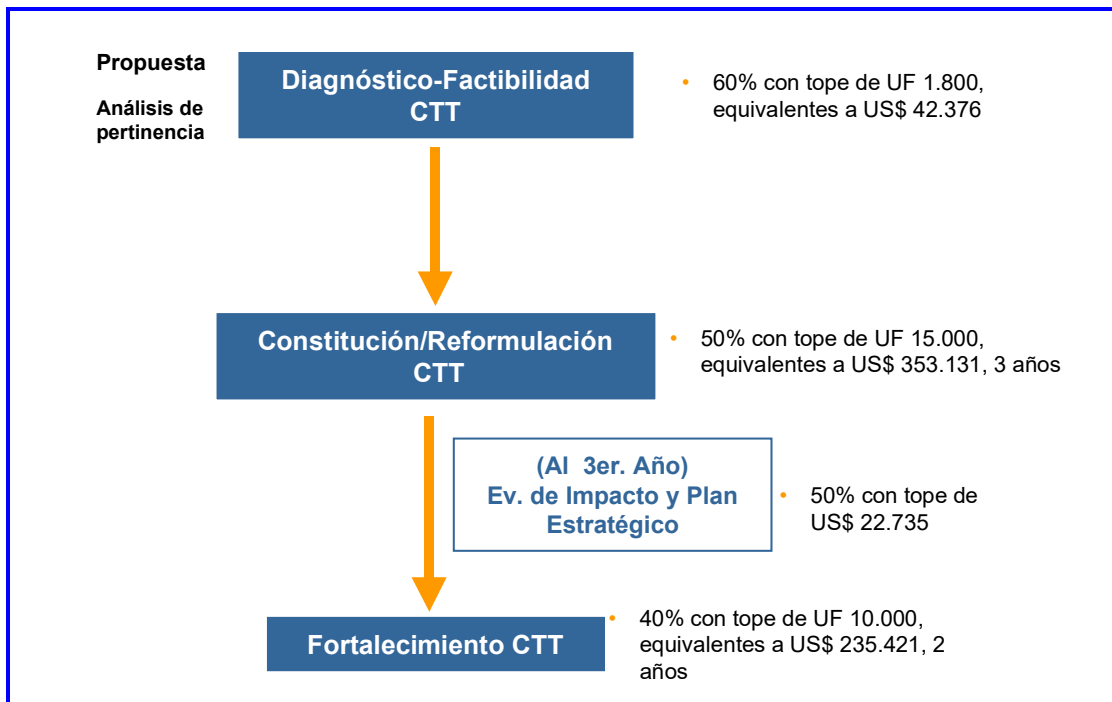 Propuesta
Análisis de
pertinencia
Diagnóstico-Factibilidad
CTT
• 60% con tope de UF 1.800,
equivalentes a US$ 42.376
Constitución/Reformulación
CTT
• 50% con tope de UF 15.000,
equivalentes a US$ 353.131, 3 años
(Al 3er. Año)
Ev. de Impacto y Plan
Estratégico
• 50% con tope de
US$ 22.735
Fortalecimiento CTT
• 40% con tope de UF 10.000,
equivalentes a US$ 235.421, 2
años